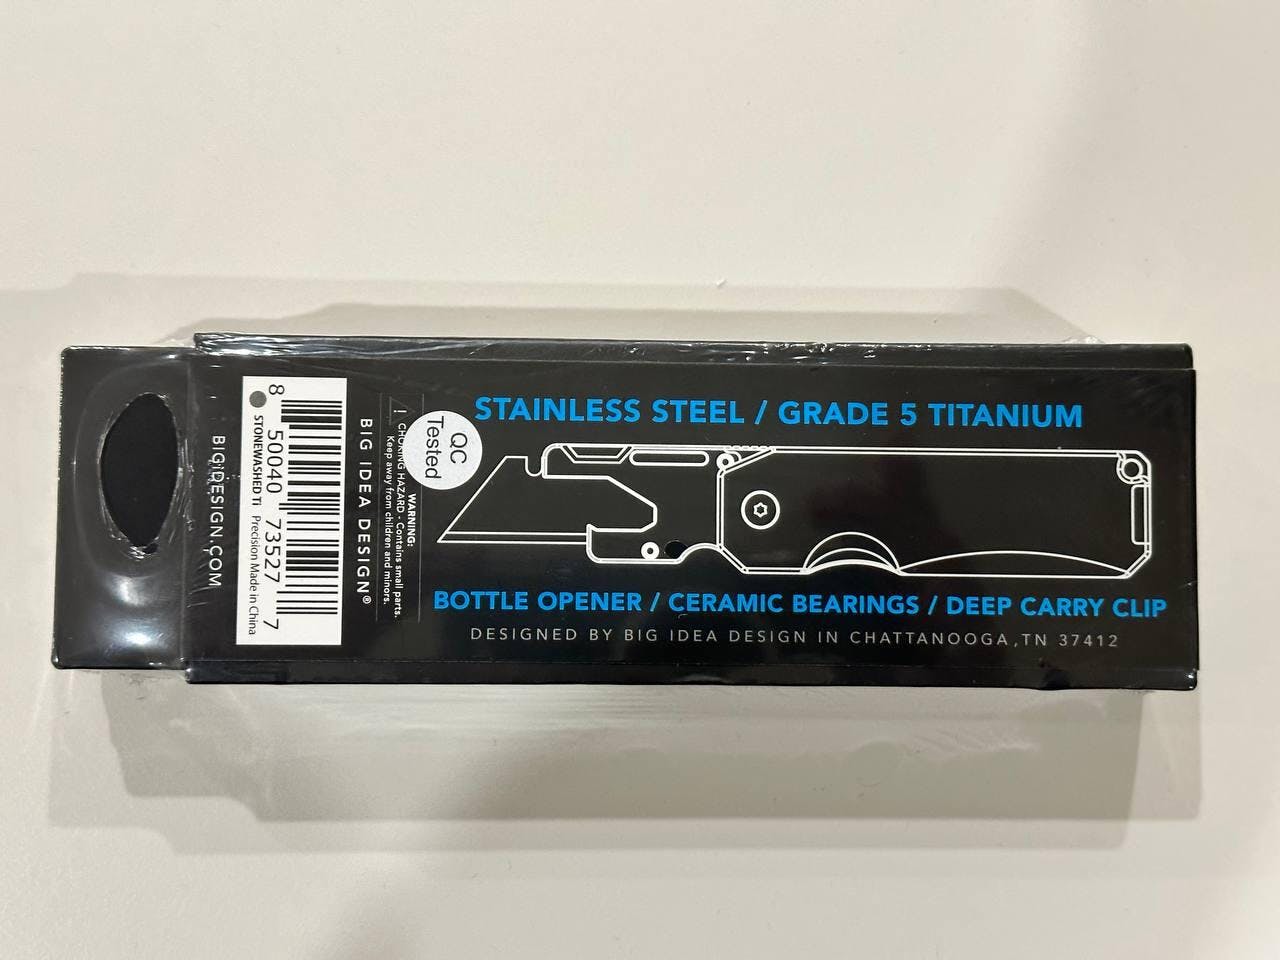 STAINLESS STEEL / GRADE 5 TITANIUM
BOTTLE OPENER / CERAMIC BEARINGS / DEEP CARRY CLIP
DESIGNED BY BIG IDEA DESIGN IN CHATTANOOGA, TN 37412
QC
Tested
WARNING:
CHOKING HAZARD - Contains small parts.
Keep away from children and minors.
BIG IDEA DESIGN®
8 50040 73527 7
STONEWASHED Ti Precision Made in China
BIGIDESIGN.COM